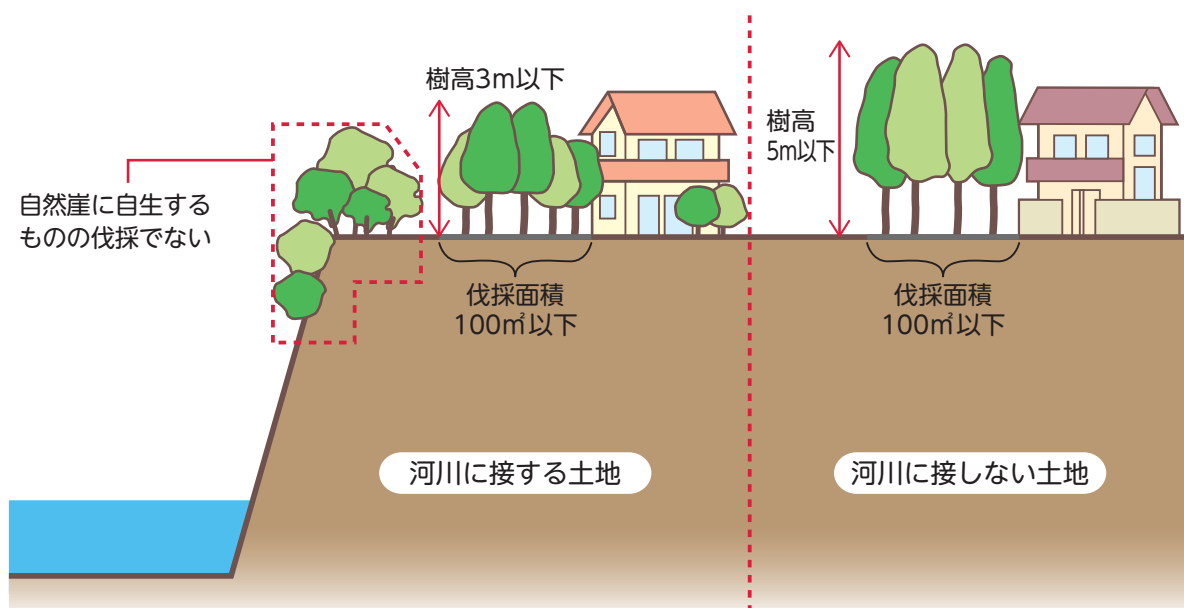 自然崖に自生する
ものの伐採でない
樹高3m以下
伐採面積
100㎡以下
河川に接する土地
樹高
5m以下
伐採面積
100㎡以下
河川に接しない土地